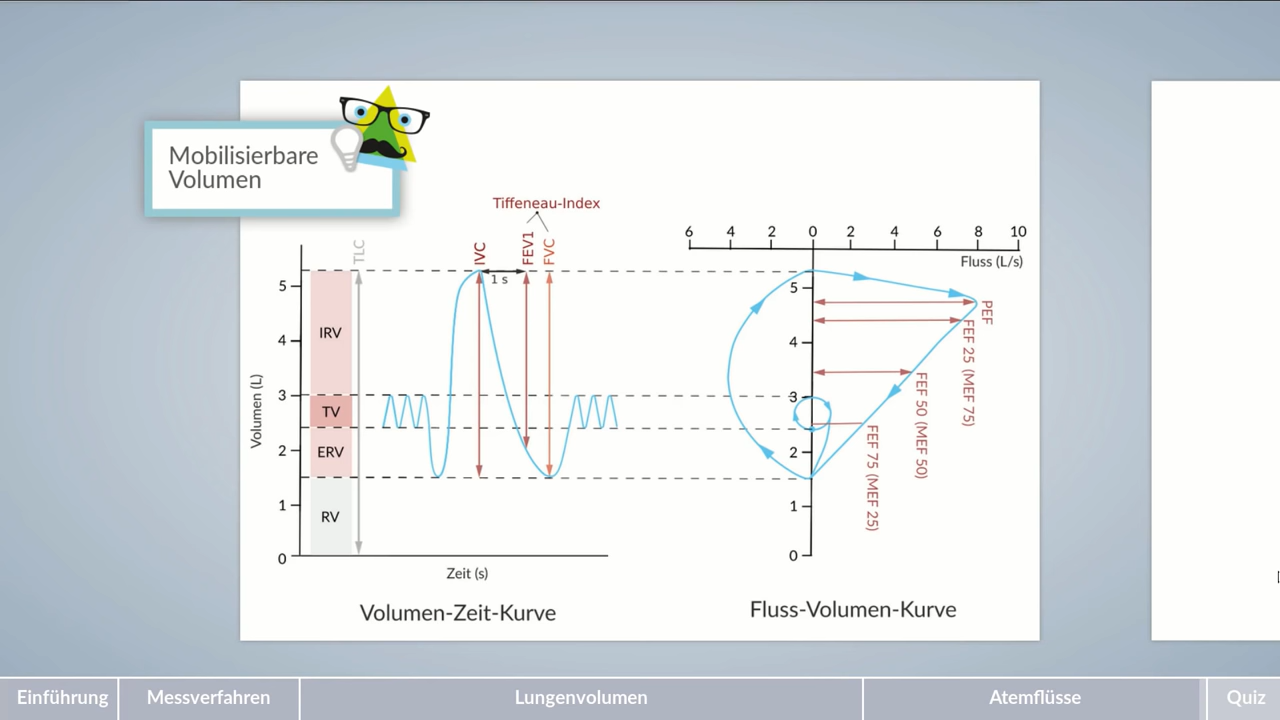 Mobilisierbare
Volumen
Tiffeneau-Index
TLC
IVC
FEV1
FVC
1 s
5
4
3
2
1
0
IRV
TV
ERV
RV
Volumen (L)
Zeit (s)
Volumen-Zeit-Kurve
6 4 2 0 2 4 6 8 10
Fluss (L/s)
5
4
3
2
1
0
PEF
FEF 25 (MEF 75)
FEF 50 (MEF 50)
FEF 75 (MEF 25)
Fluss-Volumen-Kurve
Einführung Messverfahren Lungenvolumen Atemflüsse Quiz